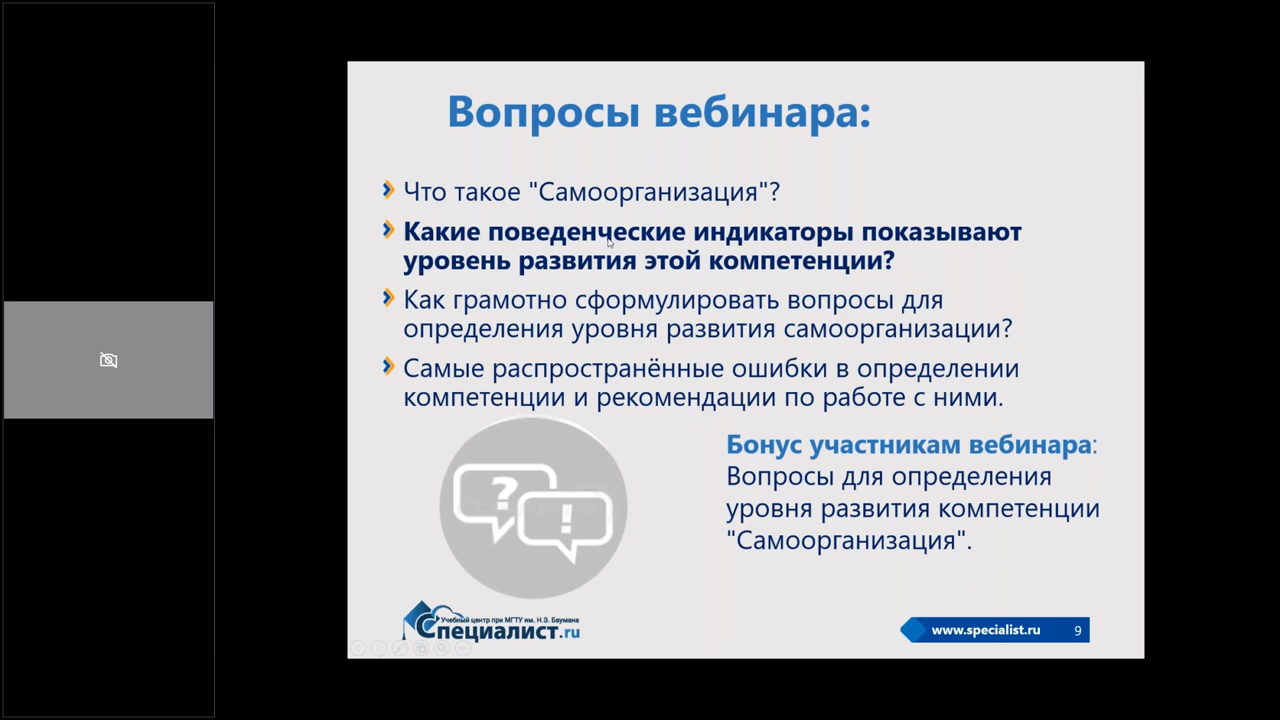 Вопросы вебинара:
Что такое "Самоорганизация"?
Какие поведенческие индикаторы показывают
уровень развития этой компетенции?
Как грамотно сформулировать вопросы для
определения уровня развития самоорганизации?
Самые распространённые ошибки в определении
компетенции и рекомендации по работе с ними.
Бонус участникам вебинара:
Вопросы для определения
уровня развития компетенции
"Самоорганизация".
? !
Учебный центр при МГТУ им. Н.Э. Баумана
Специалист.ru
www.specialist.ru 9